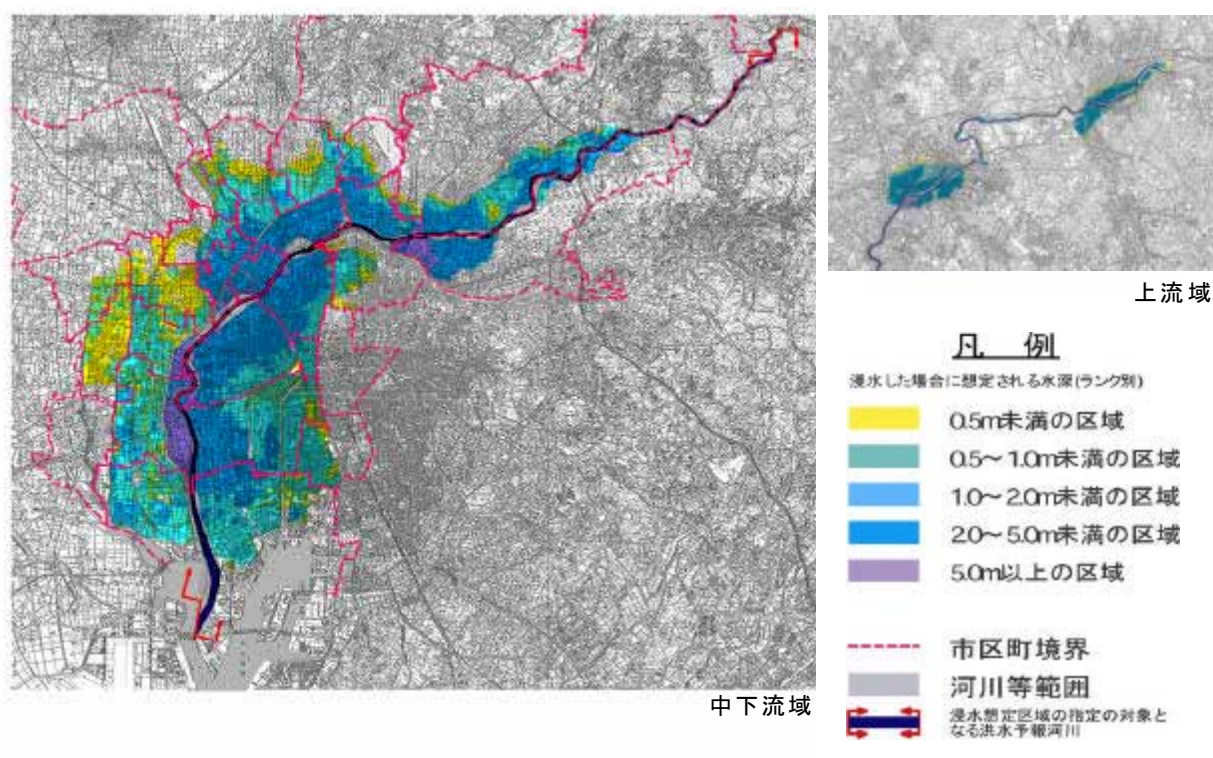 中下流域
上流域
凡 例
浸水した場合に想定される水深(ランク別)
0.5m未満の区域
0.5～1.0m未満の区域
1.0～2.0m未満の区域
2.0～5.0m未満の区域
5.0m以上の区域
市区町境界
河川等範囲
浸水想定区域の指定の対象と
なる洪水予報河川